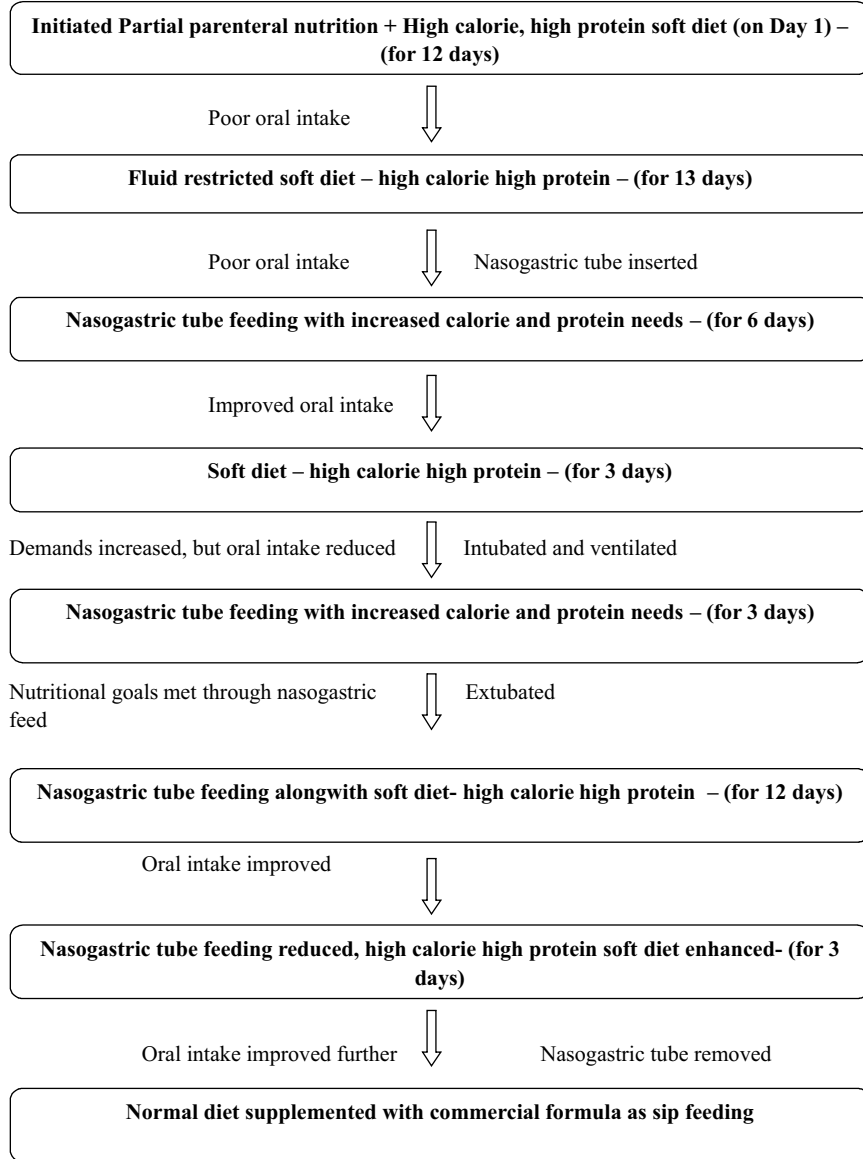 Initiated Partial parenteral nutrition + High calorie, high protein soft diet (on Day 1) –
(for 12 days)
Poor oral intake
Fluid restricted soft diet – high calorie high protein – (for 13 days)
Poor oral intake Nasogastric tube inserted
Nasogastric tube feeding with increased calorie and protein needs – (for 6 days)
Improved oral intake
Soft diet – high calorie high protein – (for 3 days)
Demands increased, but oral intake reduced Intubated and ventilated
Nasogastric tube feeding with increased calorie and protein needs – (for 3 days)
Nutritional goals met through nasogastric Extubated
feed
Nasogastric tube feeding alongwith soft diet- high calorie high protein – (for 12 days)
Oral intake improved
Nasogastric tube feeding reduced, high calorie high protein soft diet enhanced- (for 3
days)
Oral intake improved further Nasogastric tube removed
Normal diet supplemented with commercial formula as sip feeding